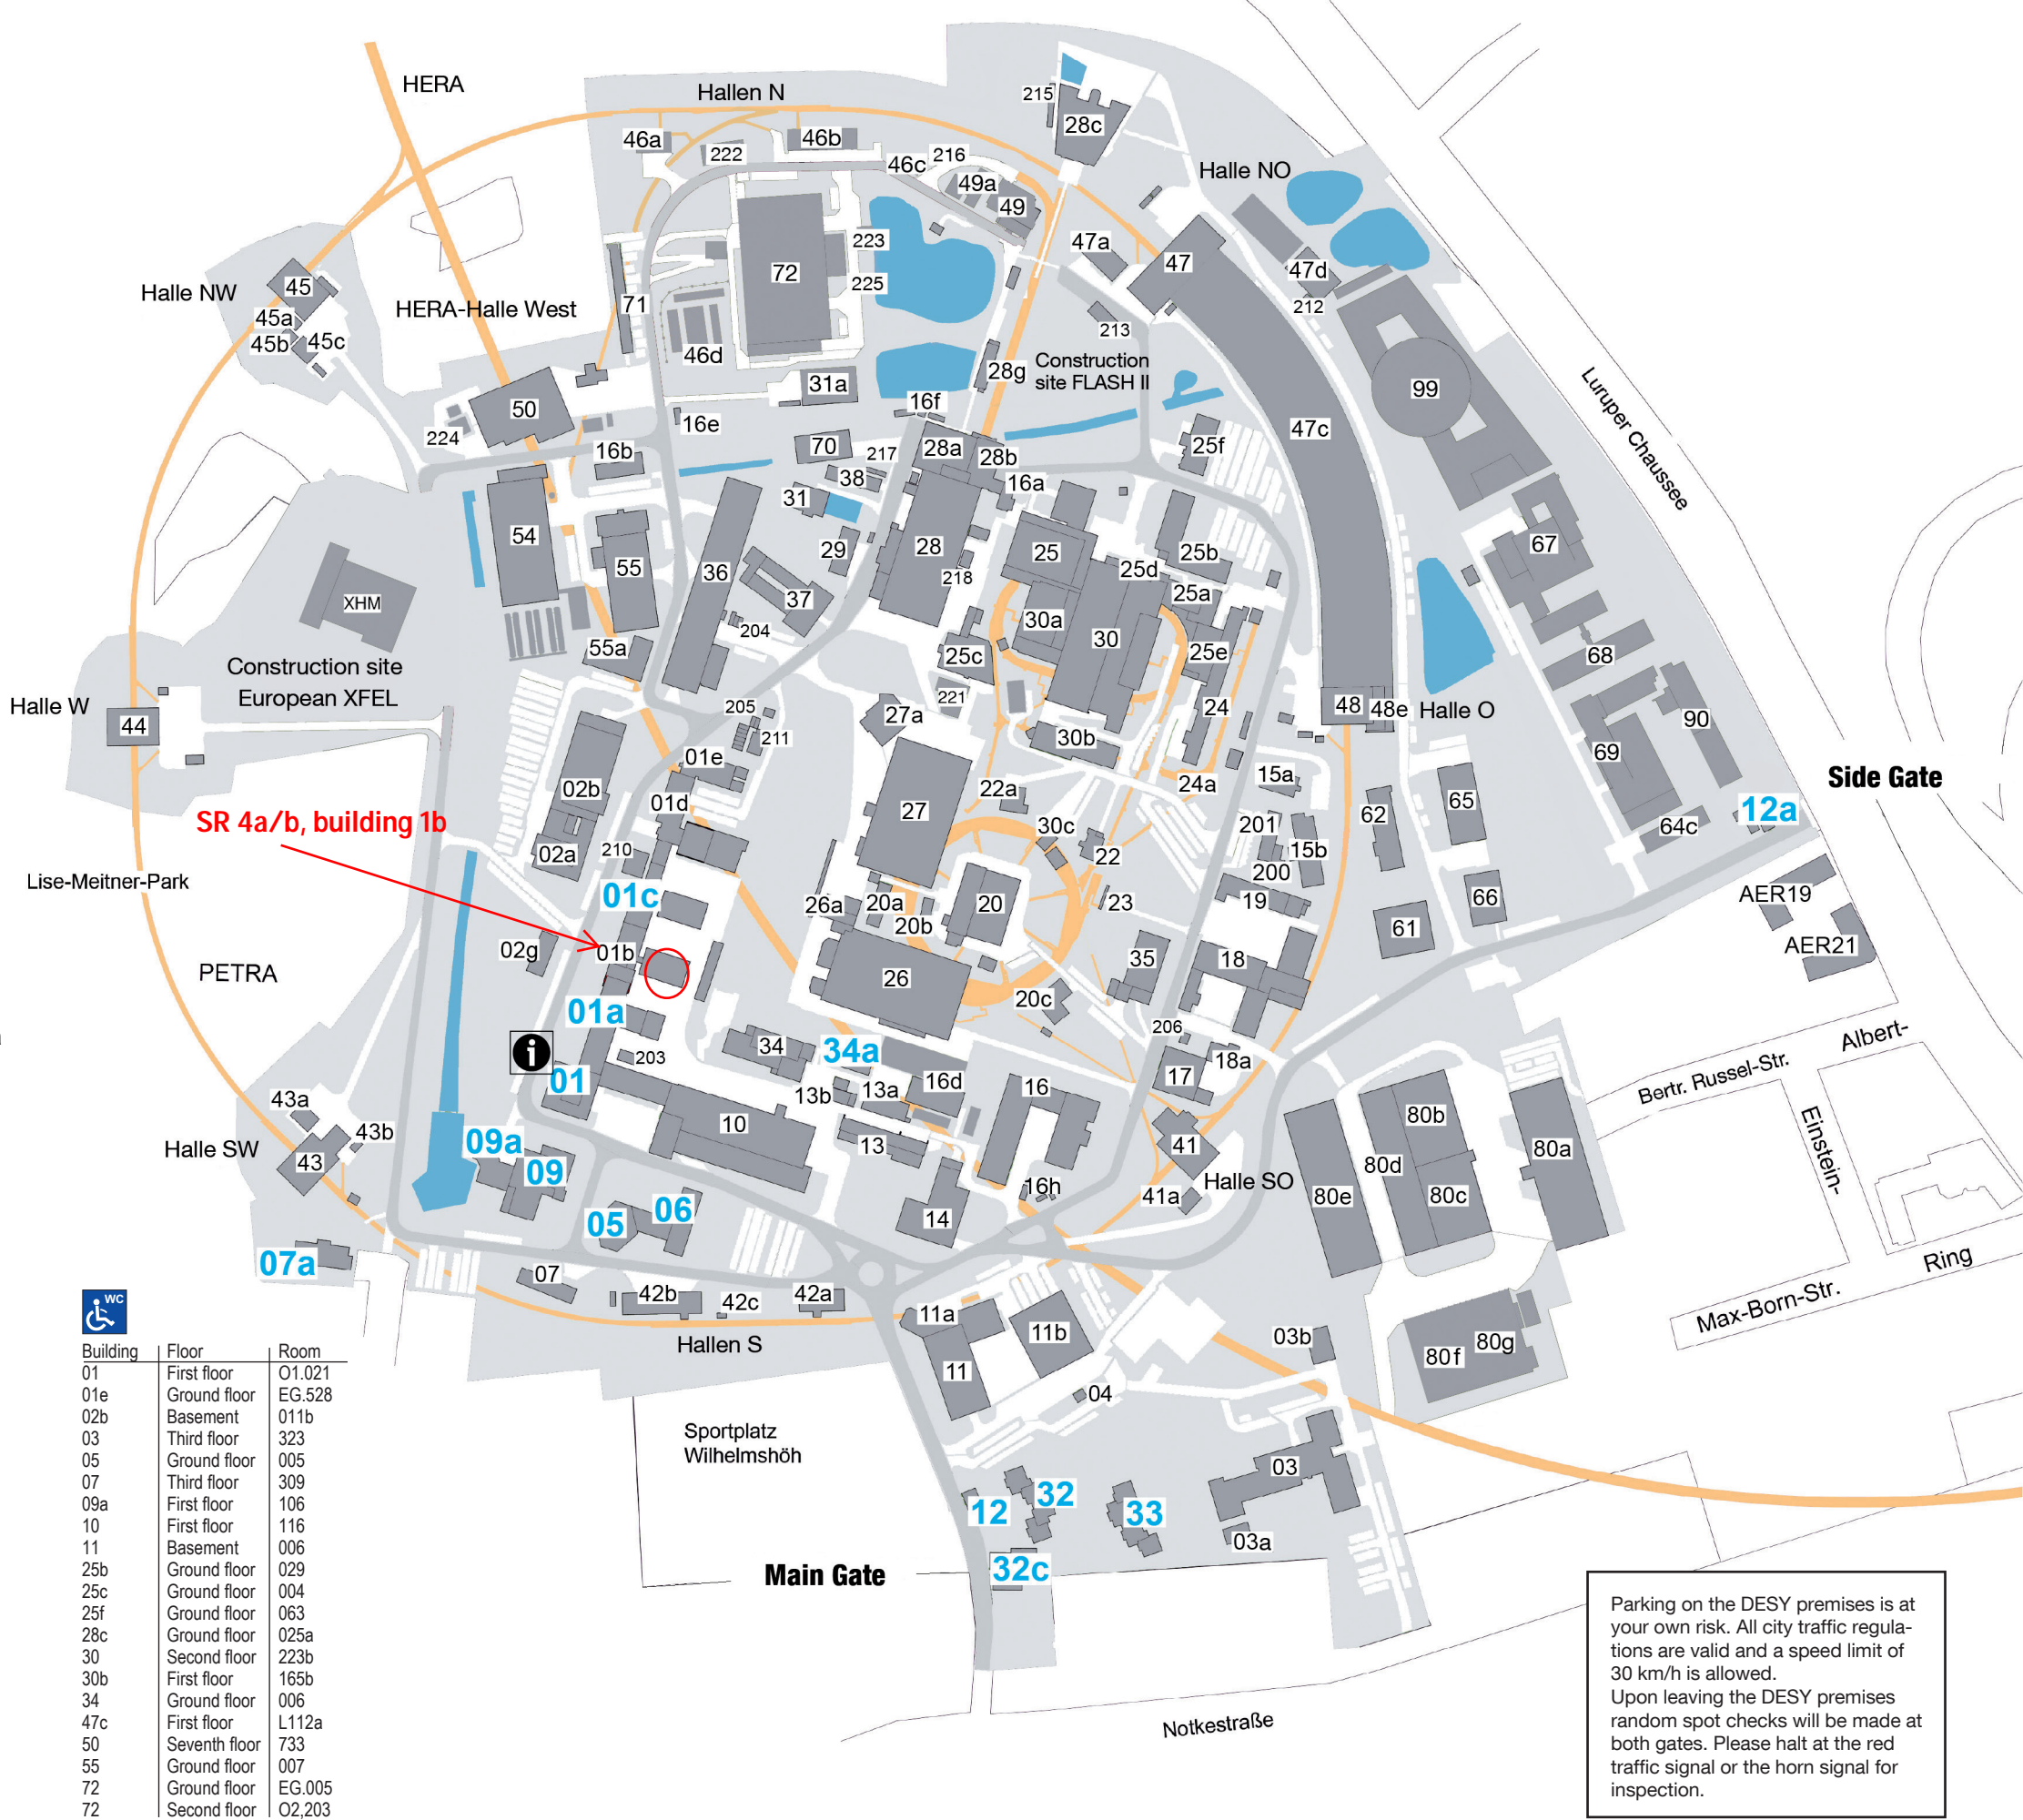 HERA
Hallen N
215
28c
46a
222
46b
46c
216
49a
49
Halle NO
47a
47
223
72
225
47d
212
Halle NW
45
45a
45b
45c
HERA-Halle West
71
46d
213
Construction
site FLASH II
28g
31a
99
Luruper Chaussee
50
224
16e
16f
16b
70
217
28a
28b
38
16a
25f
47c
31
54
55
36
29
28
218
25
25d
25b
25a
67
37
XHM
204
30a
30
25e
55a
25c
68
Construction site
European XFEL
221
Halle W
44
205
27a
211
30b
24
48
48e
Halle O
90
69
01e
24a
15a
Side Gate
02b
01d
22a
27
62
65
12a
SR 4a/b, building 1b
30c
201
64c
02a
210
22
15b
Lise-Meitner-Park
200
01c
26a
20a
20
23
19
66
AER19
20b
61
02g
01b
35
18
AER21
PETRA
26
01a
20c
206
i
203
34
34a
18a
Albert-
01
16d
17
Bertr. Russel-Str.
13b
13a
16
43a
10
80b
Einstein-
43b
09a
13
41
Halle SW
43
09
80d
80a
16h
41a
Halle SO
80e
80c
05
06
14
07a
07
Ring
42b
42c
42a
11a
Max-Born-Str.
Hallen S
11b
03b
80f
80g
11
04
Sportplatz
Wilhelmshöh
03
12
32
33
03a
Main Gate
32c
Notkestraße
WC
Building Floor Room
01 First floor O1.021
01e Ground floor EG.528
02b Basement 011b
03 Third floor 323
05 Ground floor 005
07 Third floor 309
09a First floor 106
10 First floor 116
11 Basement 006
25b Ground floor 029
25c Ground floor 004
25f Ground floor 063
28c Ground floor 025a
30 Second floor 223b
30b First floor 165b
34 Ground floor 006
47c First floor L112a
50 Seventh floor 733
55 Ground floor 007
72 Ground floor EG.005
72 Second floor O2,203
Parking on the DESY premises is at
your own risk. All city traffic regula-
tions are valid and a speed limit of
30 km/h is allowed.
Upon leaving the DESY premises
random spot checks will be made at
both gates. Please halt at the red
traffic signal or the horn signal for
inspection.